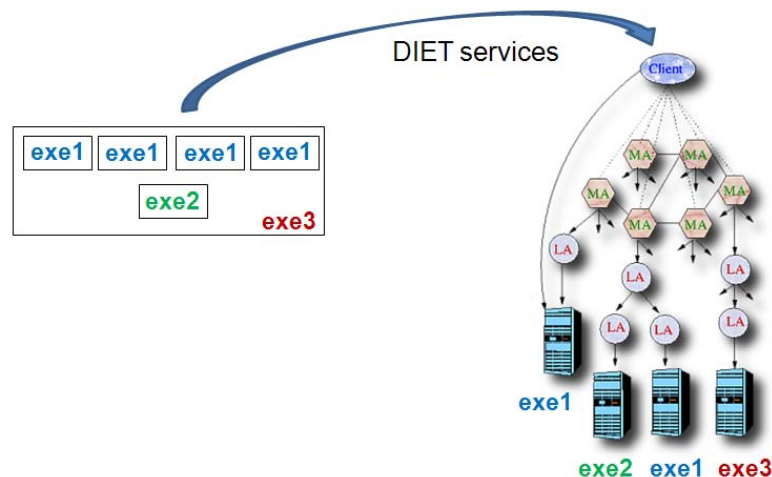 DIET services
Client
exe1 exe1 exe1 exe1
exe2
exe3
MA MA
MA MA
MA MA
LA
LA LA
LA LA LA
exe1
exe2 exe1 exe3